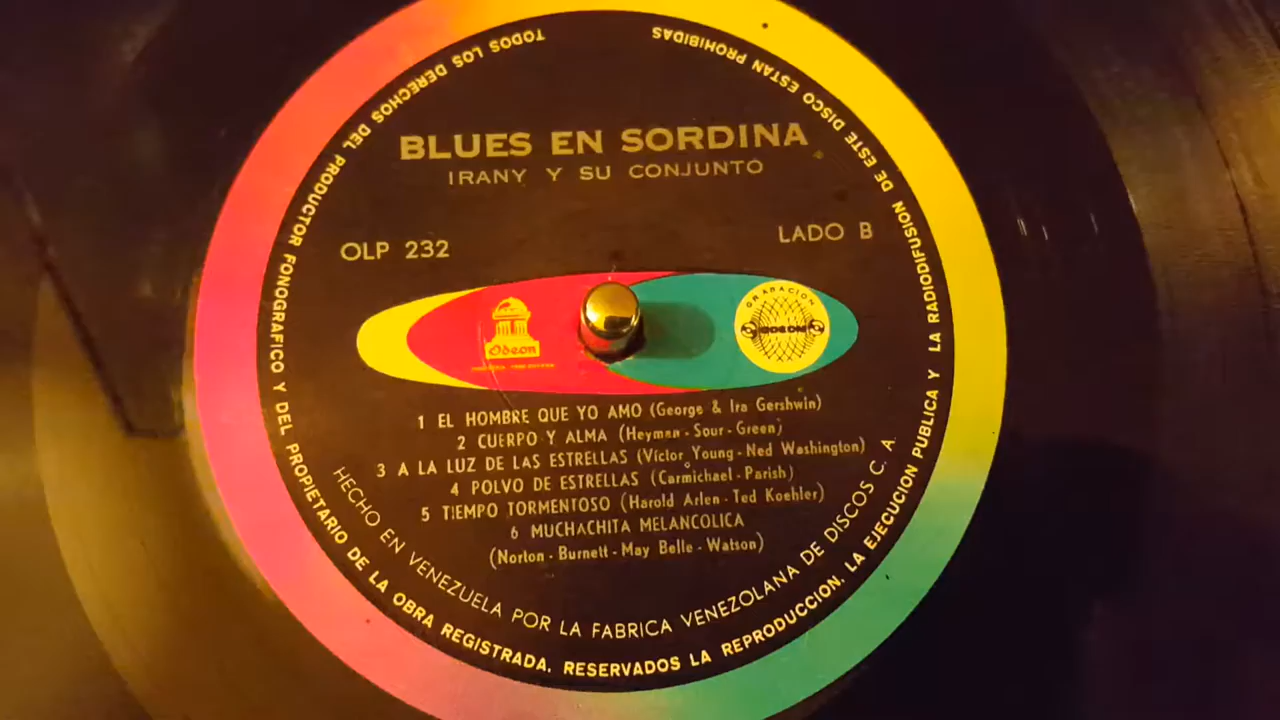 BLUES EN SORDINA
IRANY Y SU CONJUNTO
OLP 232
LADO B
Odeon
GRABACION
ODEON
1 EL HOMBRE QUE YO AMO (George & Ira Gershwin)
2 CUERPO Y ALMA (Heyman - Sour - Green)
3 A LA LUZ DE LAS ESTRELLAS (Víctor Young - Ned Washington)
4 POLVO DE ESTRELLAS (Carmichael - Parish)
5 TIEMPO TORMENTOSO (Harold Arlen - Ted Koehler)
6 MUCHACHITA MELANCOLICA
(Norton - Burnett - May Belle - Watson)
HECHO EN VENEZUELA POR LA FABRICA VENEZOLANA DE DISCOS C. A.
TODOS LOS DERECHOS DEL PRODUCTOR FONOGRAFICO Y DEL PROPIETARIO DE LA OBRA REGISTRADA. RESERVADOS LA REPRODUCCION, LA EJECUCION PUBLICA Y LA RADIODIFUSION DE ESTE DISCO ESTAN PROHIBIDAS